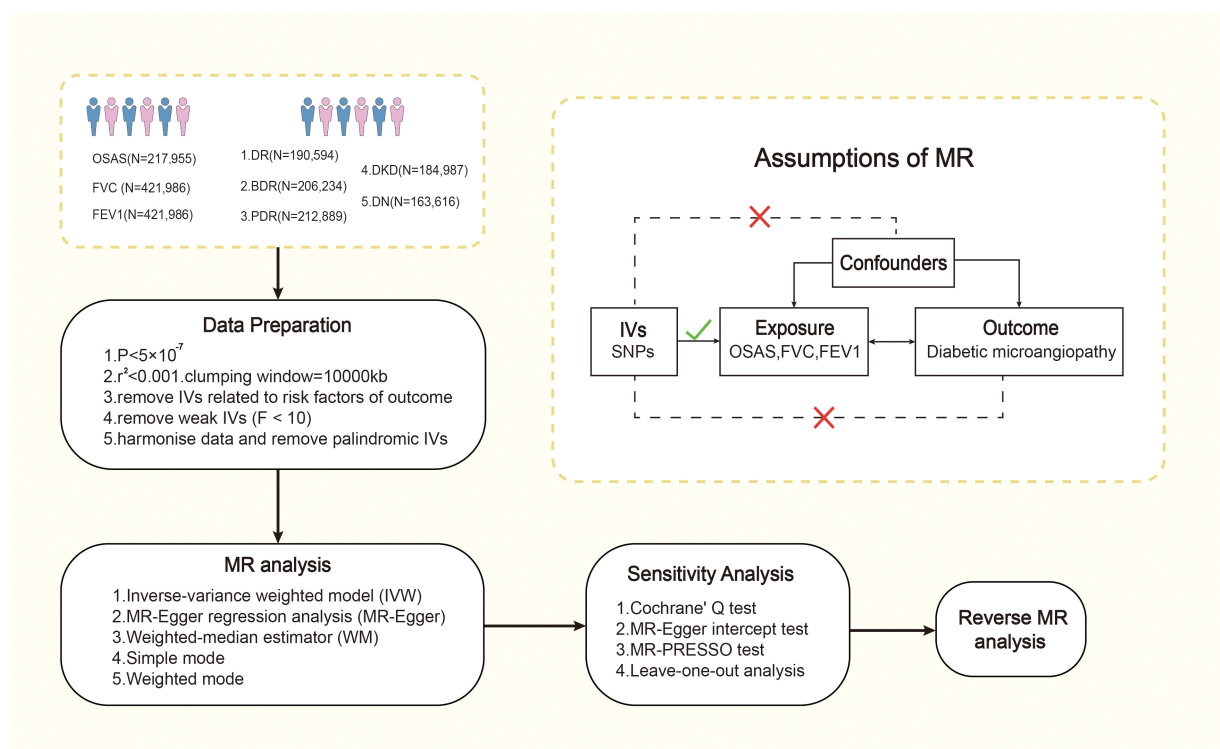 OSAS(N=217,955)
FVC (N=421,986)
FEV1(N=421,986)
1.DR(N=190,594)
2.BDR(N=206,234)
3.PDR(N=212,889)
4.DKD(N=184,987)
5.DN(N=163,616)
Data Preparation
1.P<5×10⁻⁷
2.r²<0.001.clumping window=10000kb
3.remove IVs related to risk factors of outcome
4.remove weak IVs (F < 10)
5.harmonise data and remove palindromic IVs
Assumptions of MR
Confounders
IVs
SNPs
Exposure
OSAS,FVC,FEV1
Outcome
Diabetic microangiopathy
MR analysis
1.Inverse-variance weighted model (IVW)
2.MR-Egger regression analysis (MR-Egger)
3.Weighted-median estimator (WM)
4.Simple mode
5.Weighted mode
Sensitivity Analysis
1.Cochrane' Q test
2.MR-Egger intercept test
3.MR-PRESSO test
4.Leave-one-out analysis
Reverse MR
analysis